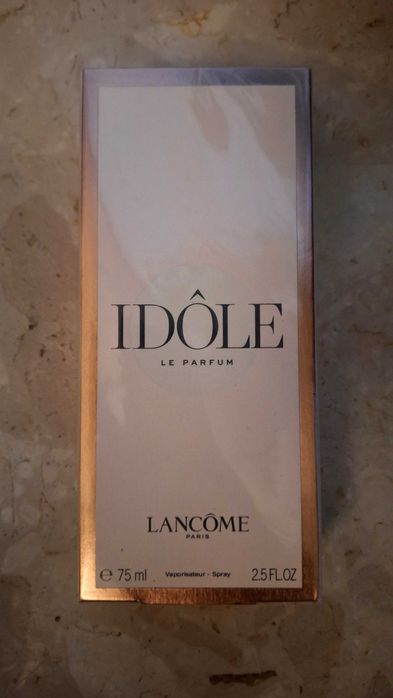 IDÔLE
LE PARFUM
LANCÔME
PARIS
℮ 75 ml Vaporisateur - Spray 2.5 FL.OZ